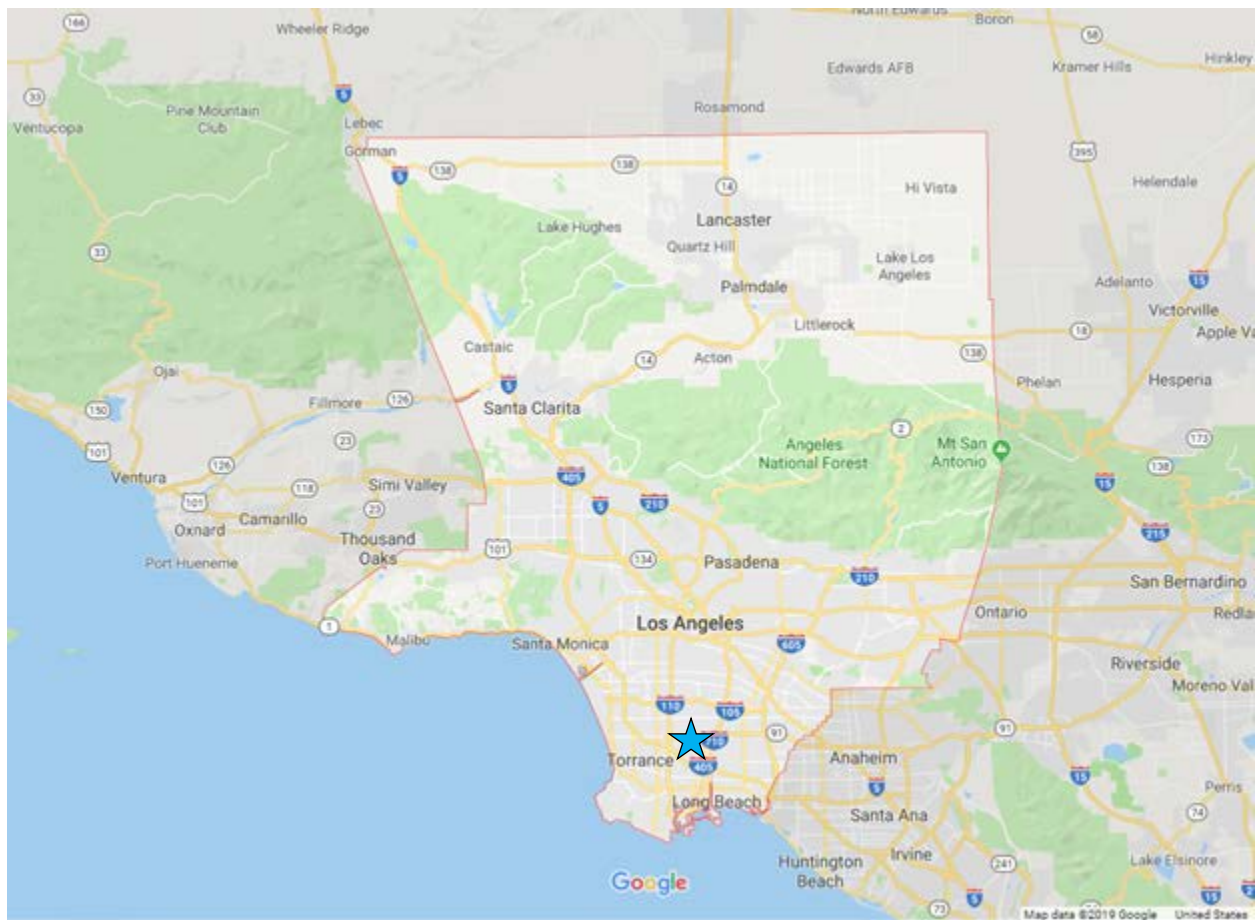 166
Wheeler Ridge
North Edwards
Boron
58
Hinkley
Kramer Hills
Edwards AFB
33
5
Rosamond
Pine Mountain
Club
Ventucopa
Lebec
Gorman
138
138
395
5
14
Hi Vista
Helendale
Lake Hughes
Lancaster
Quartz Hill
33
Lake Los
Angeles
15
Adelanto
Palmdale
Victorville
Littlerock
18
Apple Va
Castaic
14
Acton
138
Ojai
5
Phelan
Hesperia
Fillmore
126
Santa Clarita
150
2
23
Angeles
National Forest
Mt San
Antonio
173
101
126
138
Ventura
405
118
Simi Valley
15
101
5
210
23
Oxnard
Camarillo
215
Thousand
Oaks
101
134
Pasadena
Port Hueneme
210
San Bernardino
Ontario
Redla
1
Los Angeles
Malibu
Santa Monica
605
Riverside
Moreno Val
110
105
91
91
710
Torrance
405
Anaheim
15
5
Perris
Long Beach
74
Santa Ana
Irvine
Huntington
Beach
241
Lake Elsinore
Google
5
15
73
Map data ©2019 Google United States